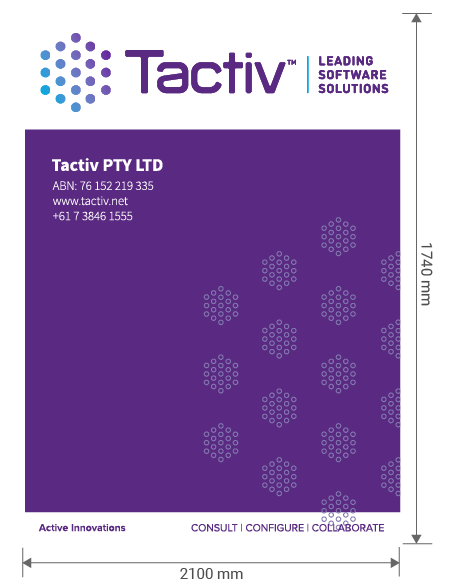 Tactiv™
LEADING
SOFTWARE
SOLUTIONS
Tactiv PTY LTD
ABN: 76 152 219 335
www.tactiv.net
+61 7 3846 1555
1740 mm
Active Innovations
CONSULT | CONFIGURE | COLLABORATE
2100 mm